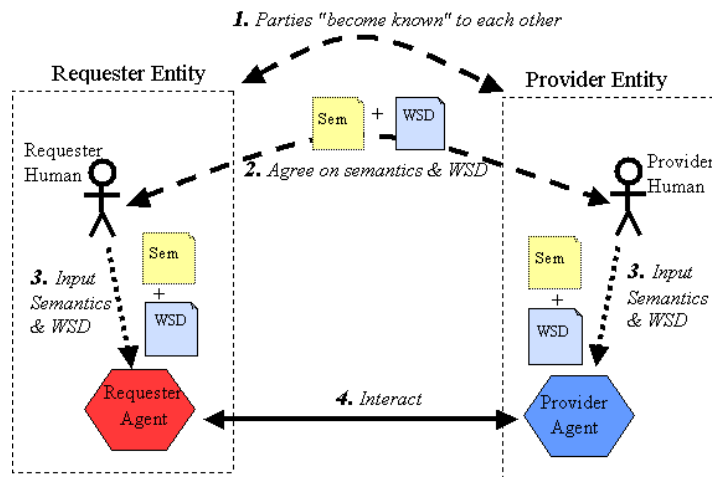 1. Parties "become known" to each other
Requester Entity
Provider Entity
Sem
+
WSD
Requester
Human
Provider
Human
2. Agree on semantics & WSD
3. Input
Semantics
& WSD
Sem
+
WSD
Sem
+
WSD
3. Input
Semantics
& WSD
Requester
Agent
4. Interact
Provider
Agent